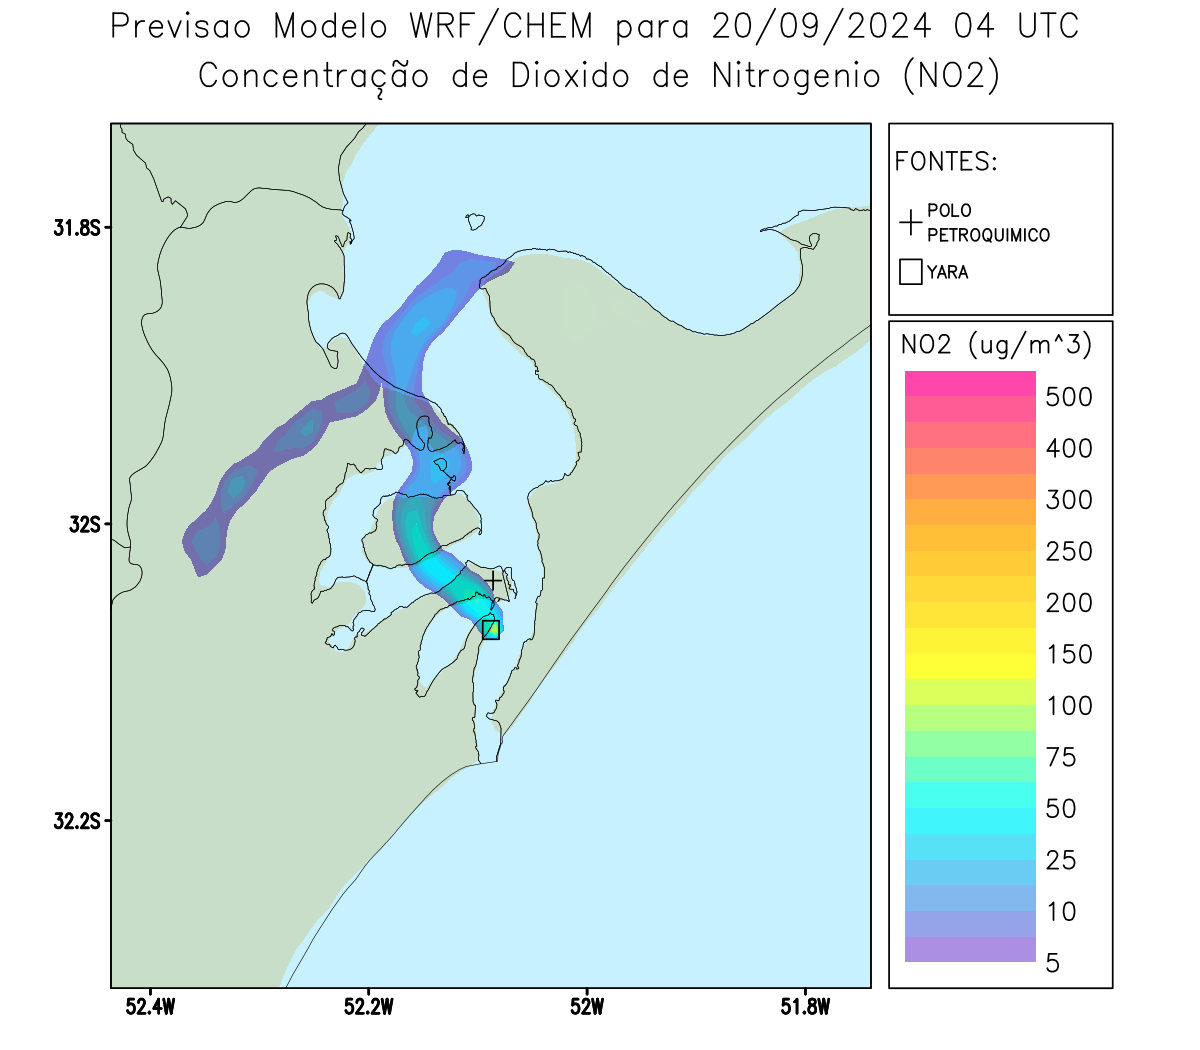 Previsao Modelo WRF/CHEM para 20/09/2024 04 UTC
Concentração de Dioxido de Nitrogenio (NO2)
FONTES:
POLO
PETROQUIMICO
YARA
NO2 (ug/m^3)
500
400
300
250
200
150
100
75
50
25
10
5
31.8S
32S
32.2S
52.4W
52.2W
52W
51.8W